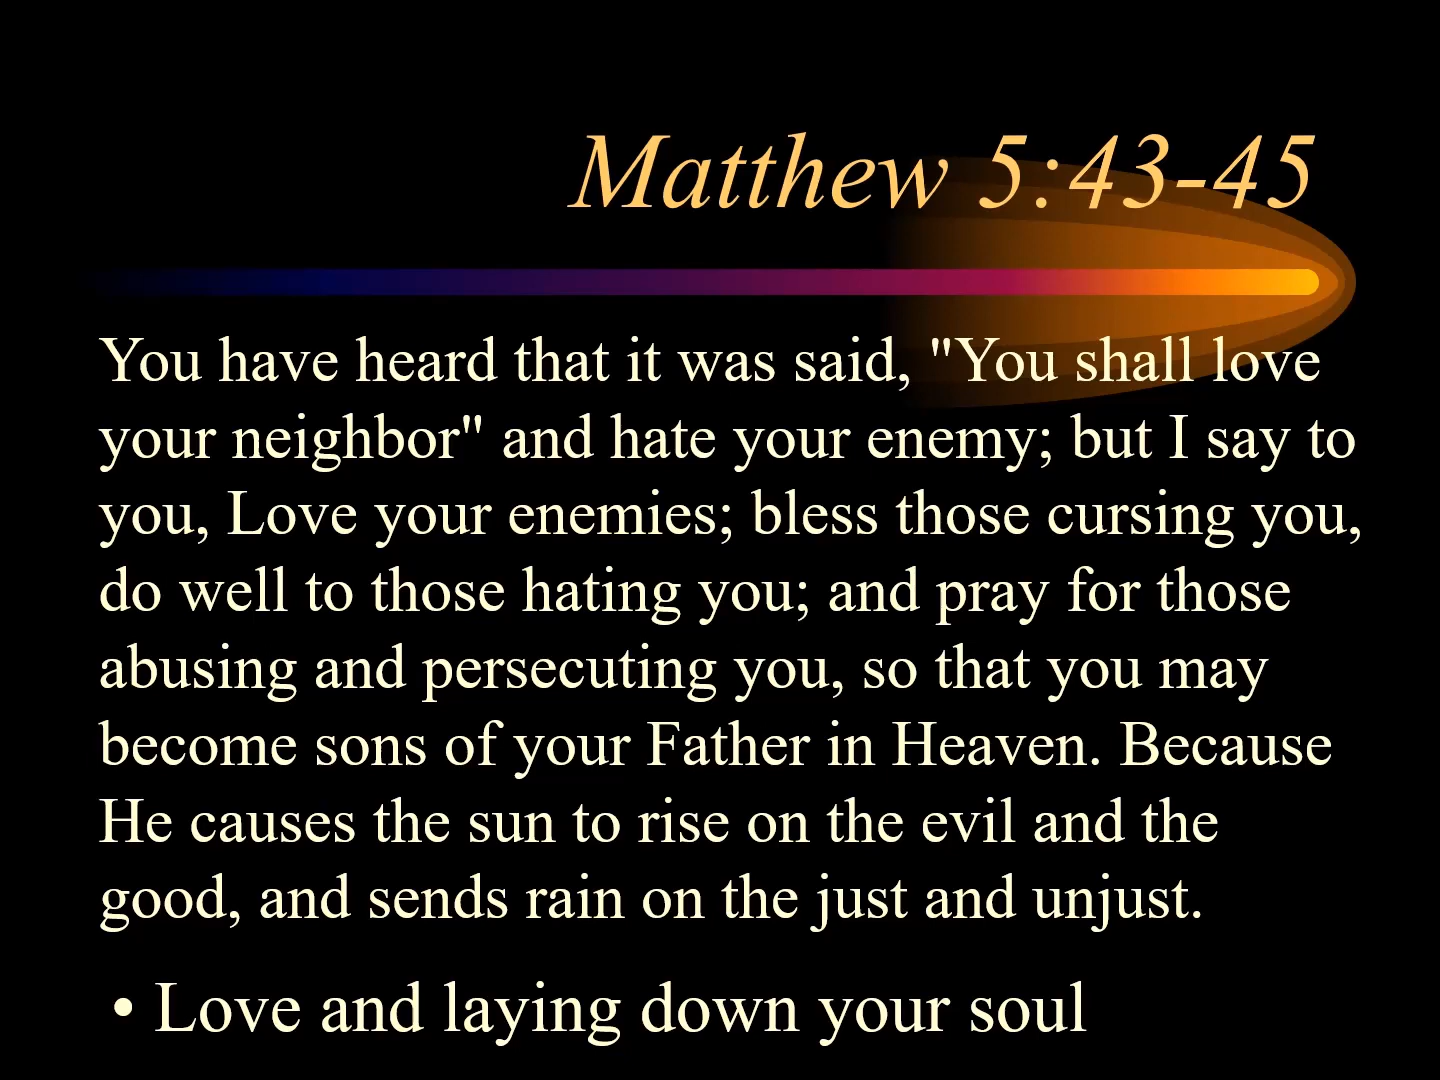 Matthew 5:43-45
You have heard that it was said, "You shall love
your neighbor" and hate your enemy; but I say to
you, Love your enemies; bless those cursing you,
do well to those hating you; and pray for those
abusing and persecuting you, so that you may
become sons of your Father in Heaven. Because
He causes the sun to rise on the evil and the
good, and sends rain on the just and unjust.
• Love and laying down your soul